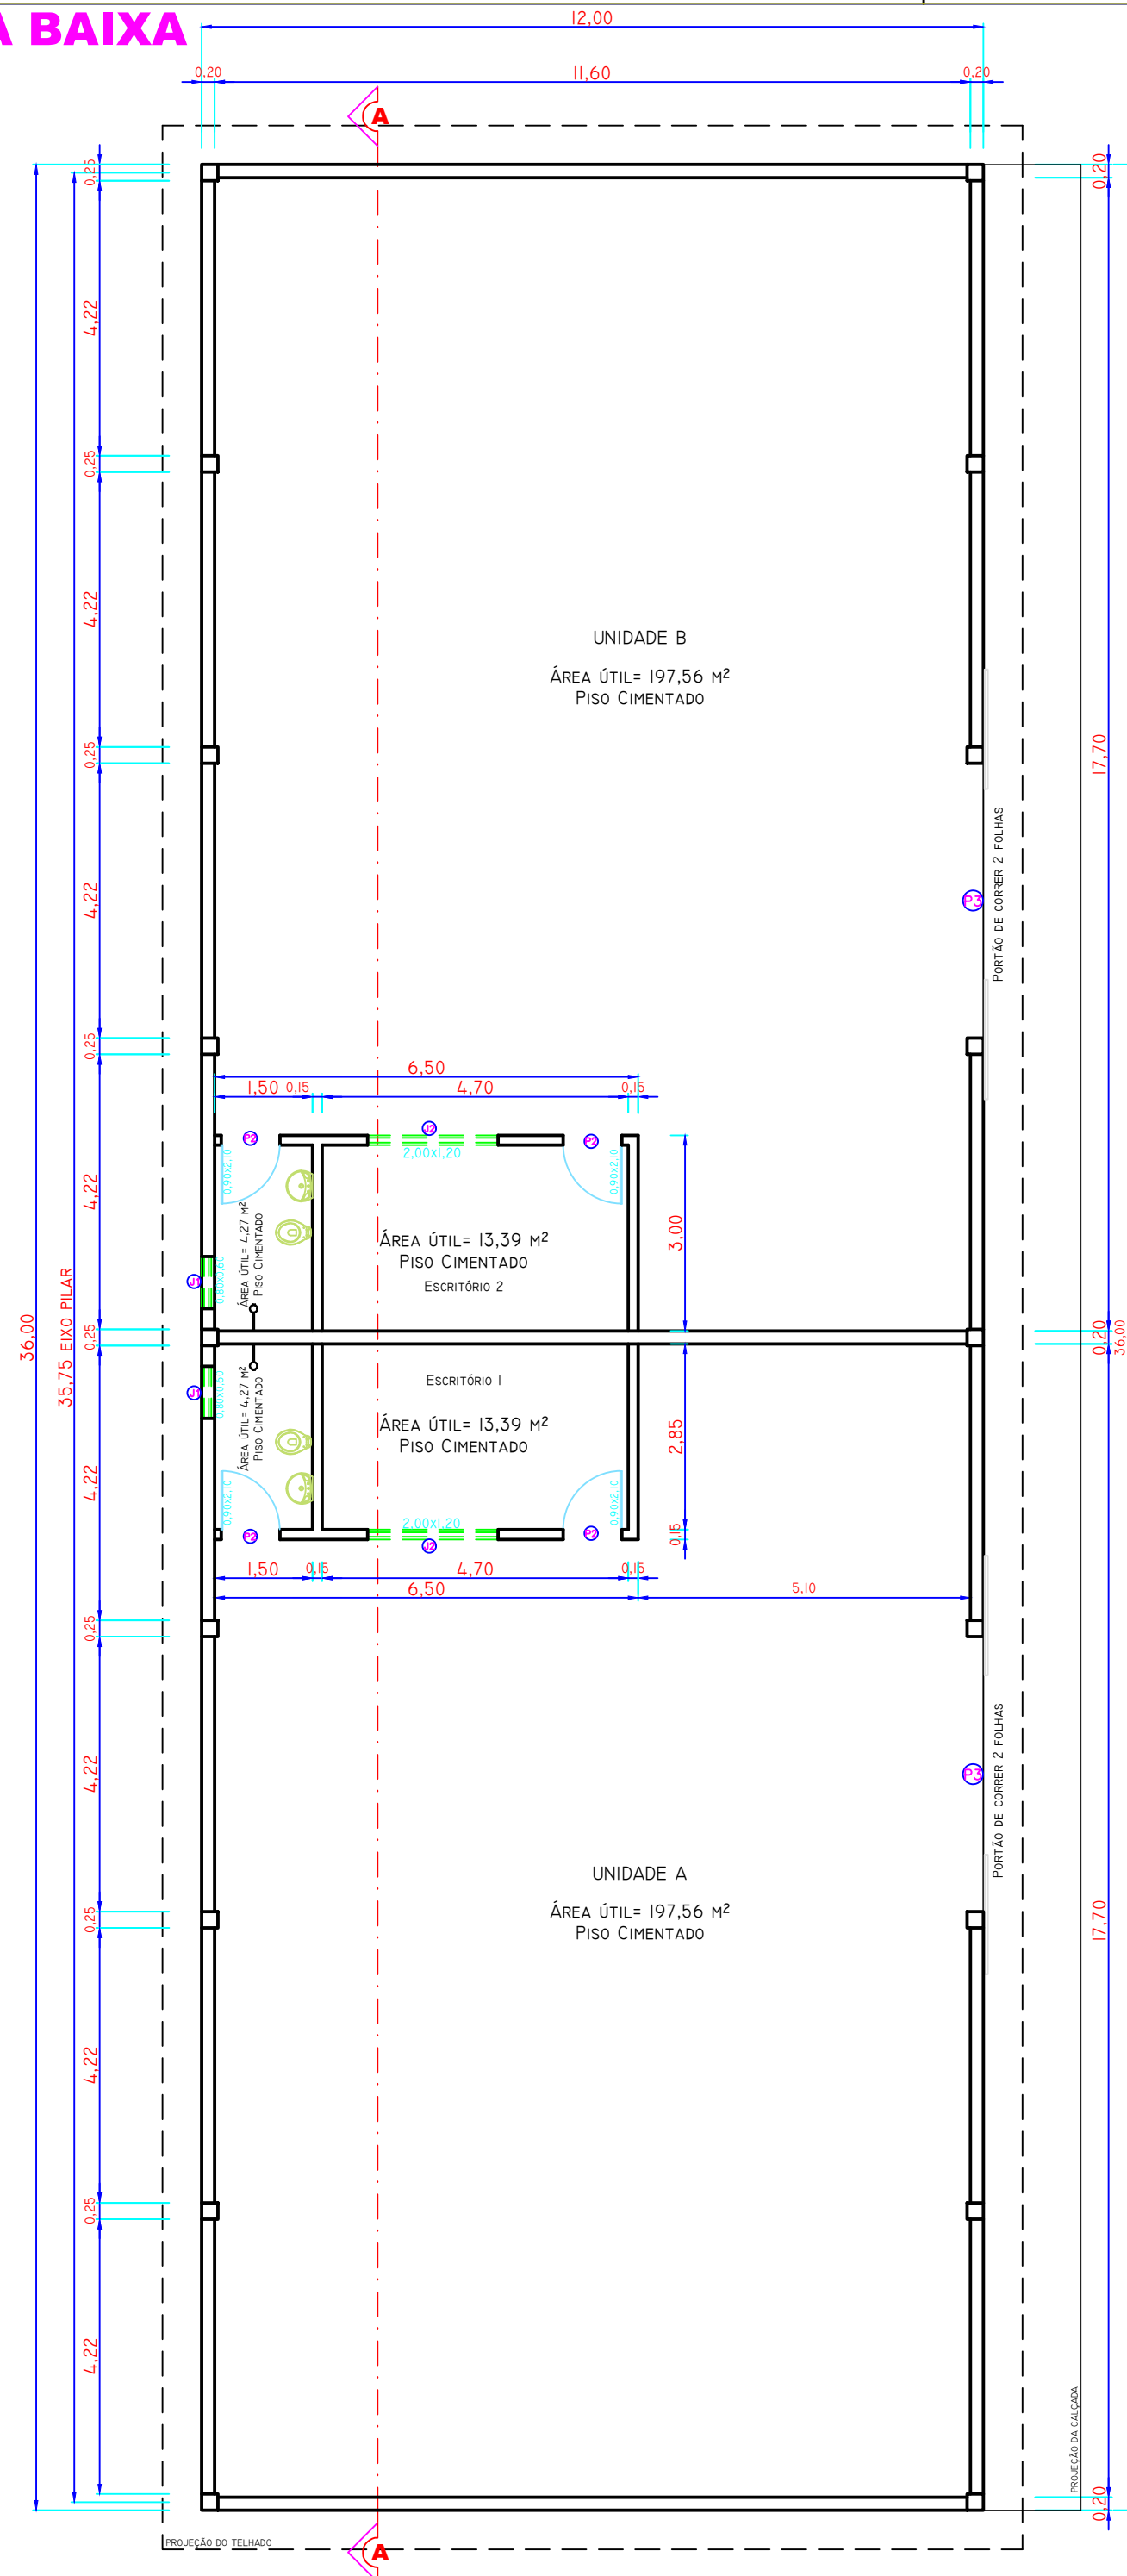 A BAIXA
12,00
0,20
11,60
0,20
A
0,25
0,20
4,22
0,25
4,22
UNIDADE B
ÁREA ÚTIL= 197,56 M²
PISO CIMENTADO
0,25
17,70
4,22
PORTÃO DE CORRER 2 FOLHAS
P3
0,25
6,50
1,50
0,15
4,70
0,15
P2
J2
P2
2,00x1,20
0,90x2,10
0,90x2,10
4,22
3,00
ÁREA ÚTIL= 4,27 M²
PISO CIMENTADO
ÁREA ÚTIL= 13,39 M²
PISO CIMENTADO
ESCRITÓRIO 2
J1
0,80x0,60
36,00
35,75 EIXO PILAR
0,25
0,20
36,00
J1
0,80x0,60
ESCRITÓRIO 1
ÁREA ÚTIL= 4,27 M²
PISO CIMENTADO
ÁREA ÚTIL= 13,39 M²
PISO CIMENTADO
2,85
4,22
0,90x2,10
0,90x2,10
2,00x1,20
P2
J2
P2
0,15
1,50
0,15
4,70
0,15
6,50
5,10
0,25
4,22
PORTÃO DE CORRER 2 FOLHAS
P3
UNIDADE A
ÁREA ÚTIL= 197,56 M²
PISO CIMENTADO
0,25
17,70
4,22
0,25
4,22
PROJEÇÃO DA CALÇADA
0,20
PROJEÇÃO DO TELHADO
A